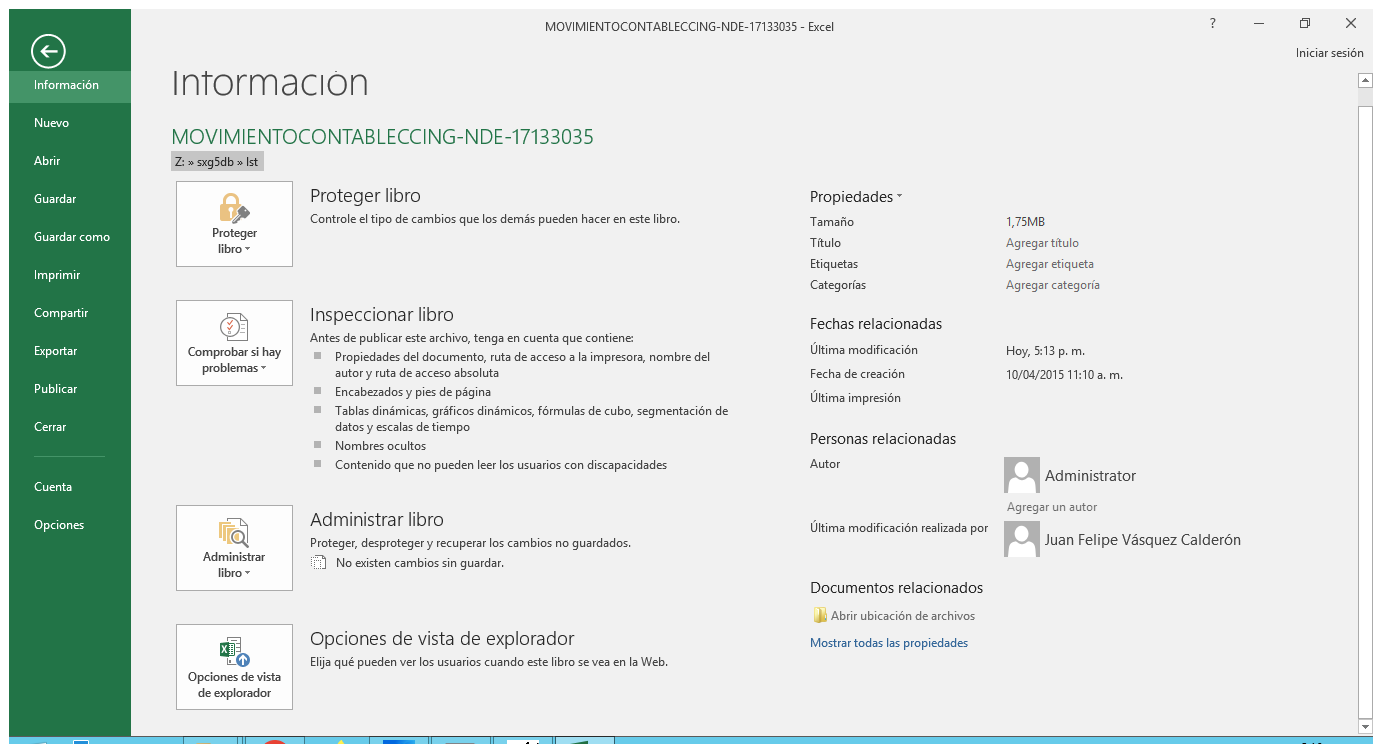 MOVIMIENTOCONTABLECCING-NDE-17133035 - Excel
?
Iniciar sesión
Información
Nuevo
Abrir
Guardar
Guardar como
Imprimir
Compartir
Exportar
Publicar
Cerrar
Cuenta
Opciones
Información
MOVIMIENTOCONTABLECCING-NDE-17133035
Z: » sxg5db » lst
Proteger
libro
Proteger libro
Controle el tipo de cambios que los demás pueden hacer en este libro.
Comprobar si hay
problemas
Inspeccionar libro
Antes de publicar este archivo, tenga en cuenta que contiene:
Propiedades del documento, ruta de acceso a la impresora, nombre del
autor y ruta de acceso absoluta
Encabezados y pies de página
Tablas dinámicas, gráficos dinámicos, fórmulas de cubo, segmentación de
datos y escalas de tiempo
Nombres ocultos
Contenido que no pueden leer los usuarios con discapacidades
Administrar
libro
Administrar libro
Proteger, desproteger y recuperar los cambios no guardados.
No existen cambios sin guardar.
Opciones de vista
de explorador
Opciones de vista de explorador
Elija qué pueden ver los usuarios cuando este libro se vea en la Web.
Propiedades
Tamaño 1,75MB
Título Agregar título
Etiquetas Agregar etiqueta
Categorías Agregar categoría
Fechas relacionadas
Última modificación Hoy, 5:13 p. m.
Fecha de creación 10/04/2015 11:10 a. m.
Última impresión
Personas relacionadas
Autor Administrator
Agregar un autor
Última modificación realizada por Juan Felipe Vásquez Calderón
Documentos relacionados
Abrir ubicación de archivos
Mostrar todas las propiedades